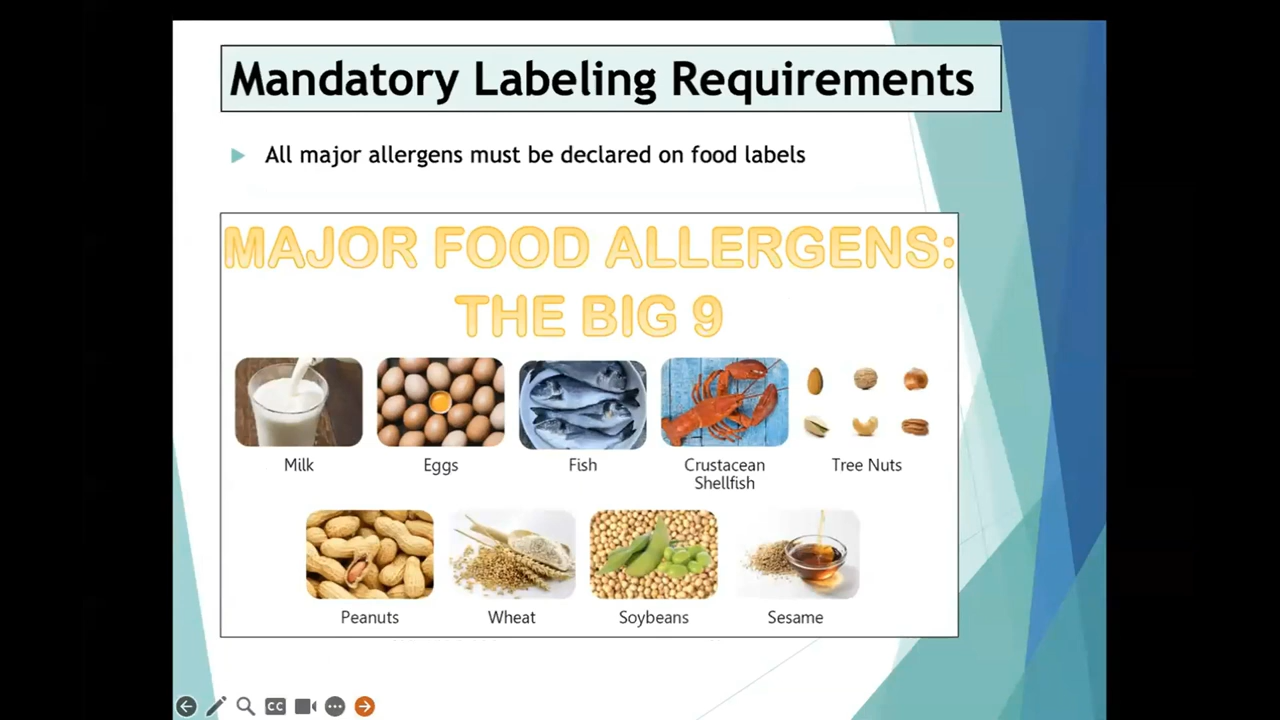 Mandatory Labeling Requirements
All major allergens must be declared on food labels
MAJOR FOOD ALLERGENS:
THE BIG 9
Milk
Eggs
Fish
Crustacean
Shellfish
Tree Nuts
Peanuts
Wheat
Soybeans
Sesame
CC